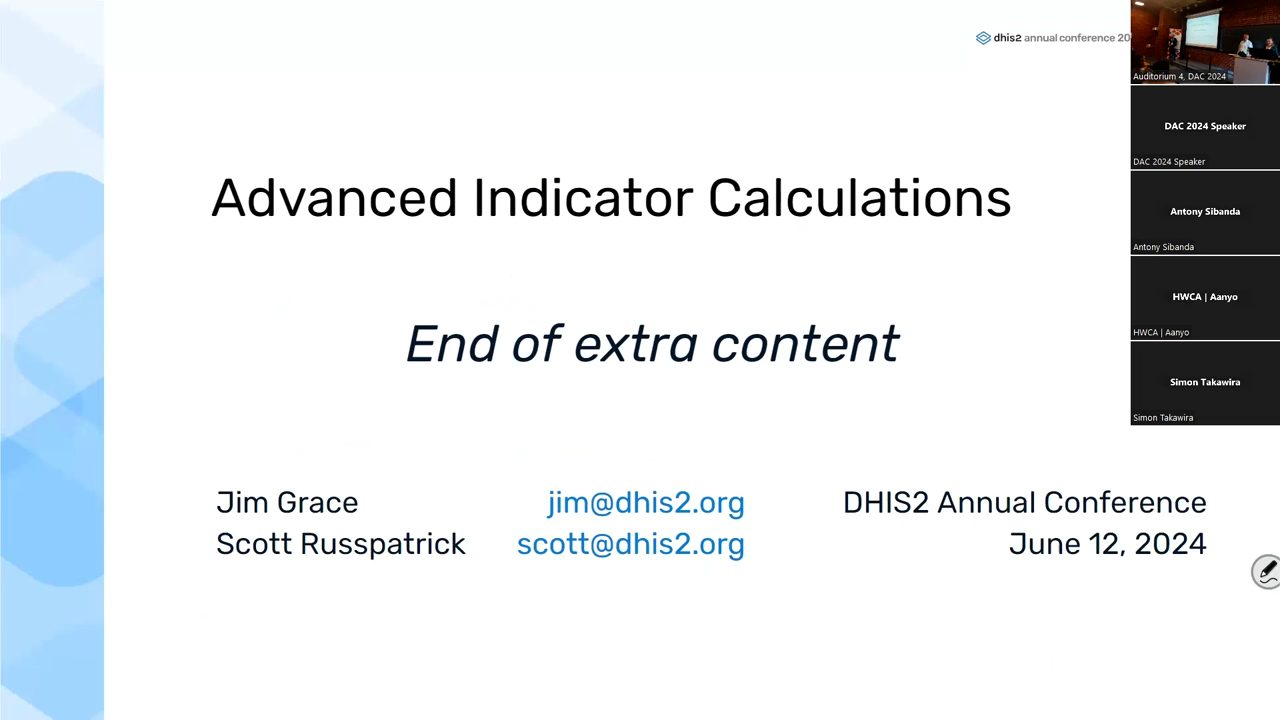 dhis2 annual conference 20
Advanced Indicator Calculations
End of extra content
Jim Grace
jim@dhis2.org
DHIS2 Annual Conference
Scott Russpatrick
scott@dhis2.org
June 12, 2024
Auditorium 4, DAC 2024
DAC 2024 Speaker
DAC 2024 Speaker
Antony Sibanda
Antony Sibanda
HWCA | Aanyo
HWCA | Aanyo
Simon Takawira
Simon Takawira